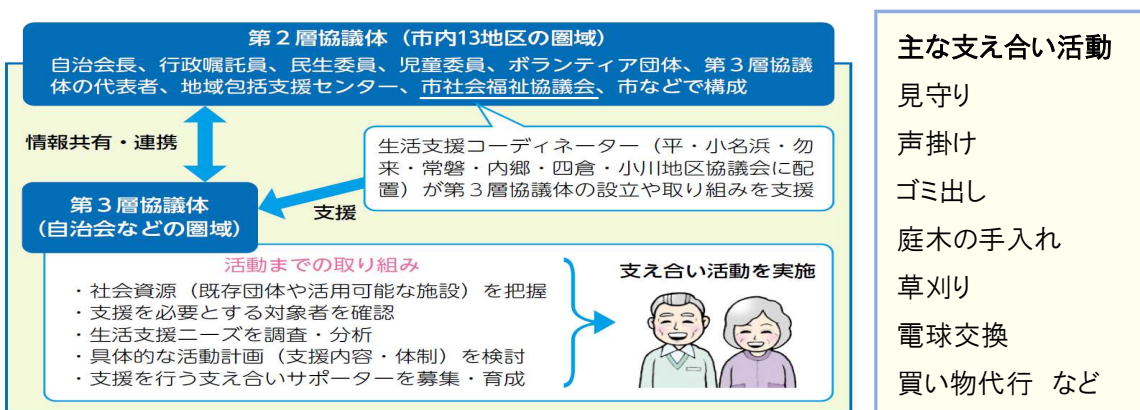 第２層協議体（市内13地区の圏域）
自治会長、行政嘱託員、民生委員、児童委員、ボランティア団体、第３層協議
体の代表者、地域包括支援センター、市社会福祉協議会、市などで構成
情報共有・連携
生活支援コーディネーター（平・小名浜・勿
来・常磐・内郷・四倉・小川地区協議会に配
置）が第３層協議体の設立や取り組みを支援
支援
第３層協議体
（自治会などの圏域）
活動までの取り組み
・社会資源（既存団体や活用可能な施設）を把握
・支援を必要とする対象者を確認
・生活支援ニーズを調査・分析
・具体的な活動計画（支援内容・体制）を検討
・支援を行う支え合いサポーターを募集・育成
支え合い活動を実施
主な支え合い活動
見守り
声掛け
ゴミ出し
庭木の手入れ
草刈り
電球交換
買い物代行　など